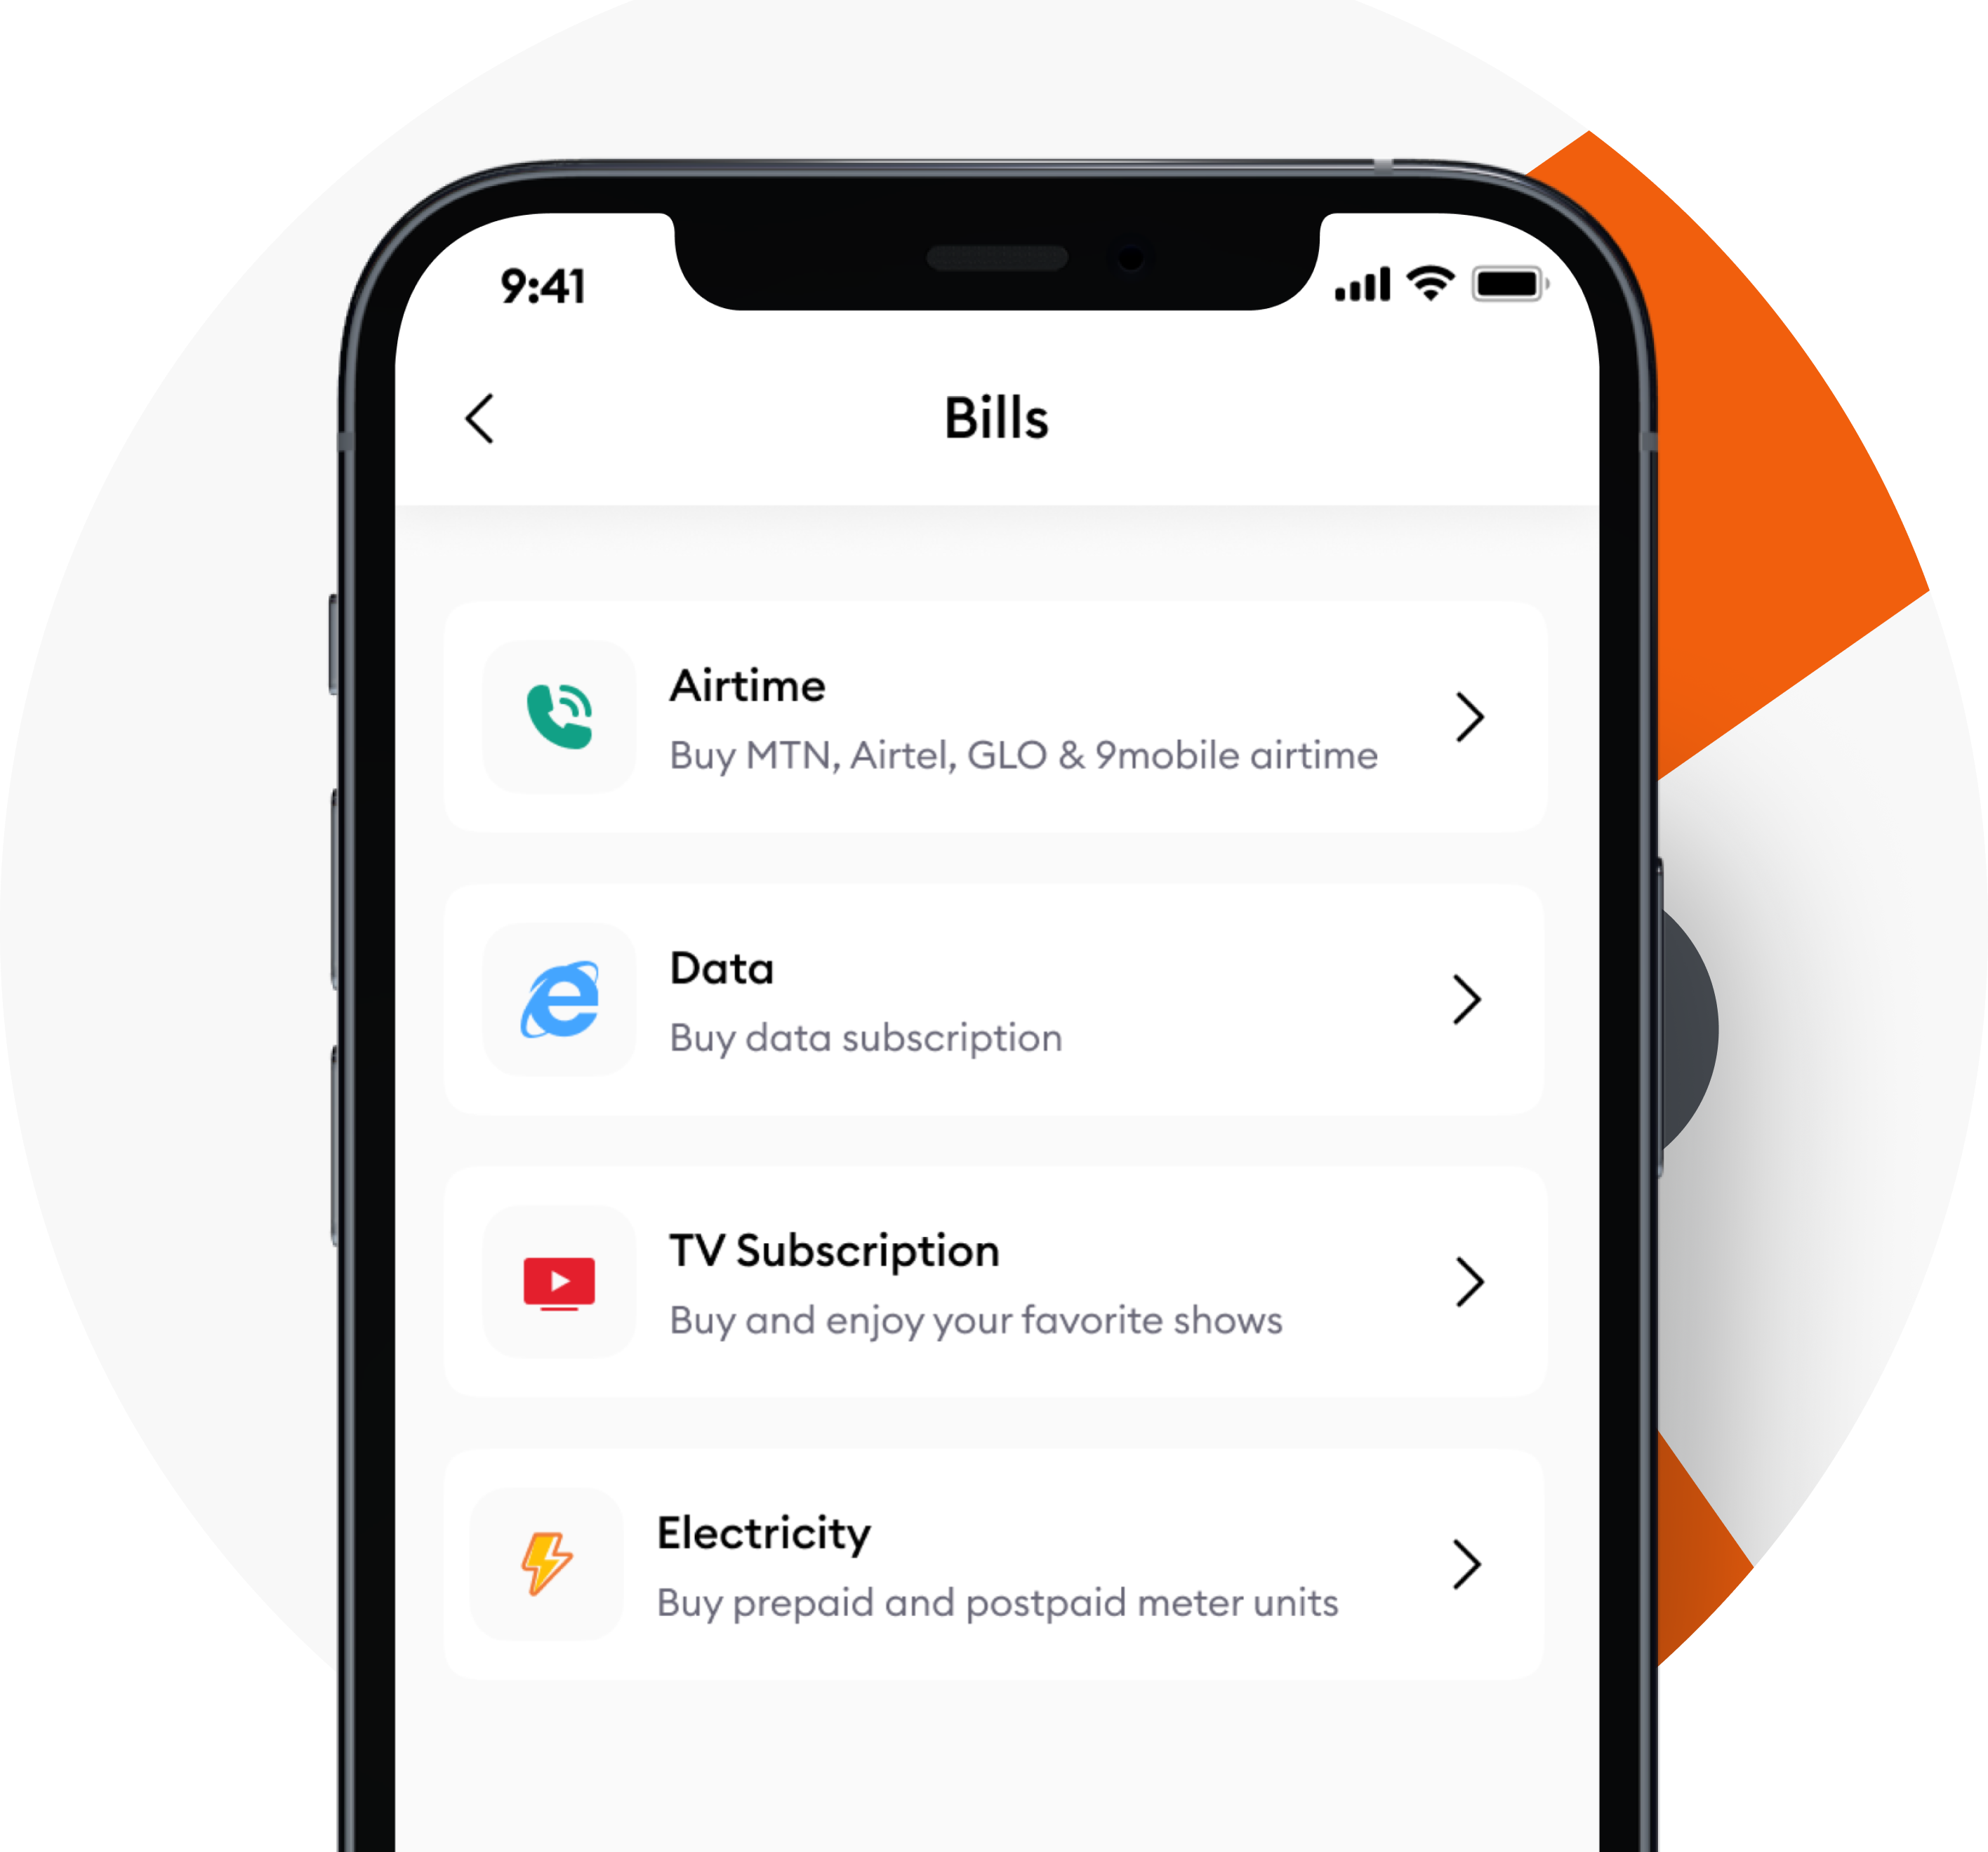 9:41
Bills
Airtime
Buy MTN, Airtel, GLO & 9mobile airtime
Data
Buy data subscription
TV Subscription
Buy and enjoy your favorite shows
Electricity
Buy prepaid and postpaid meter units